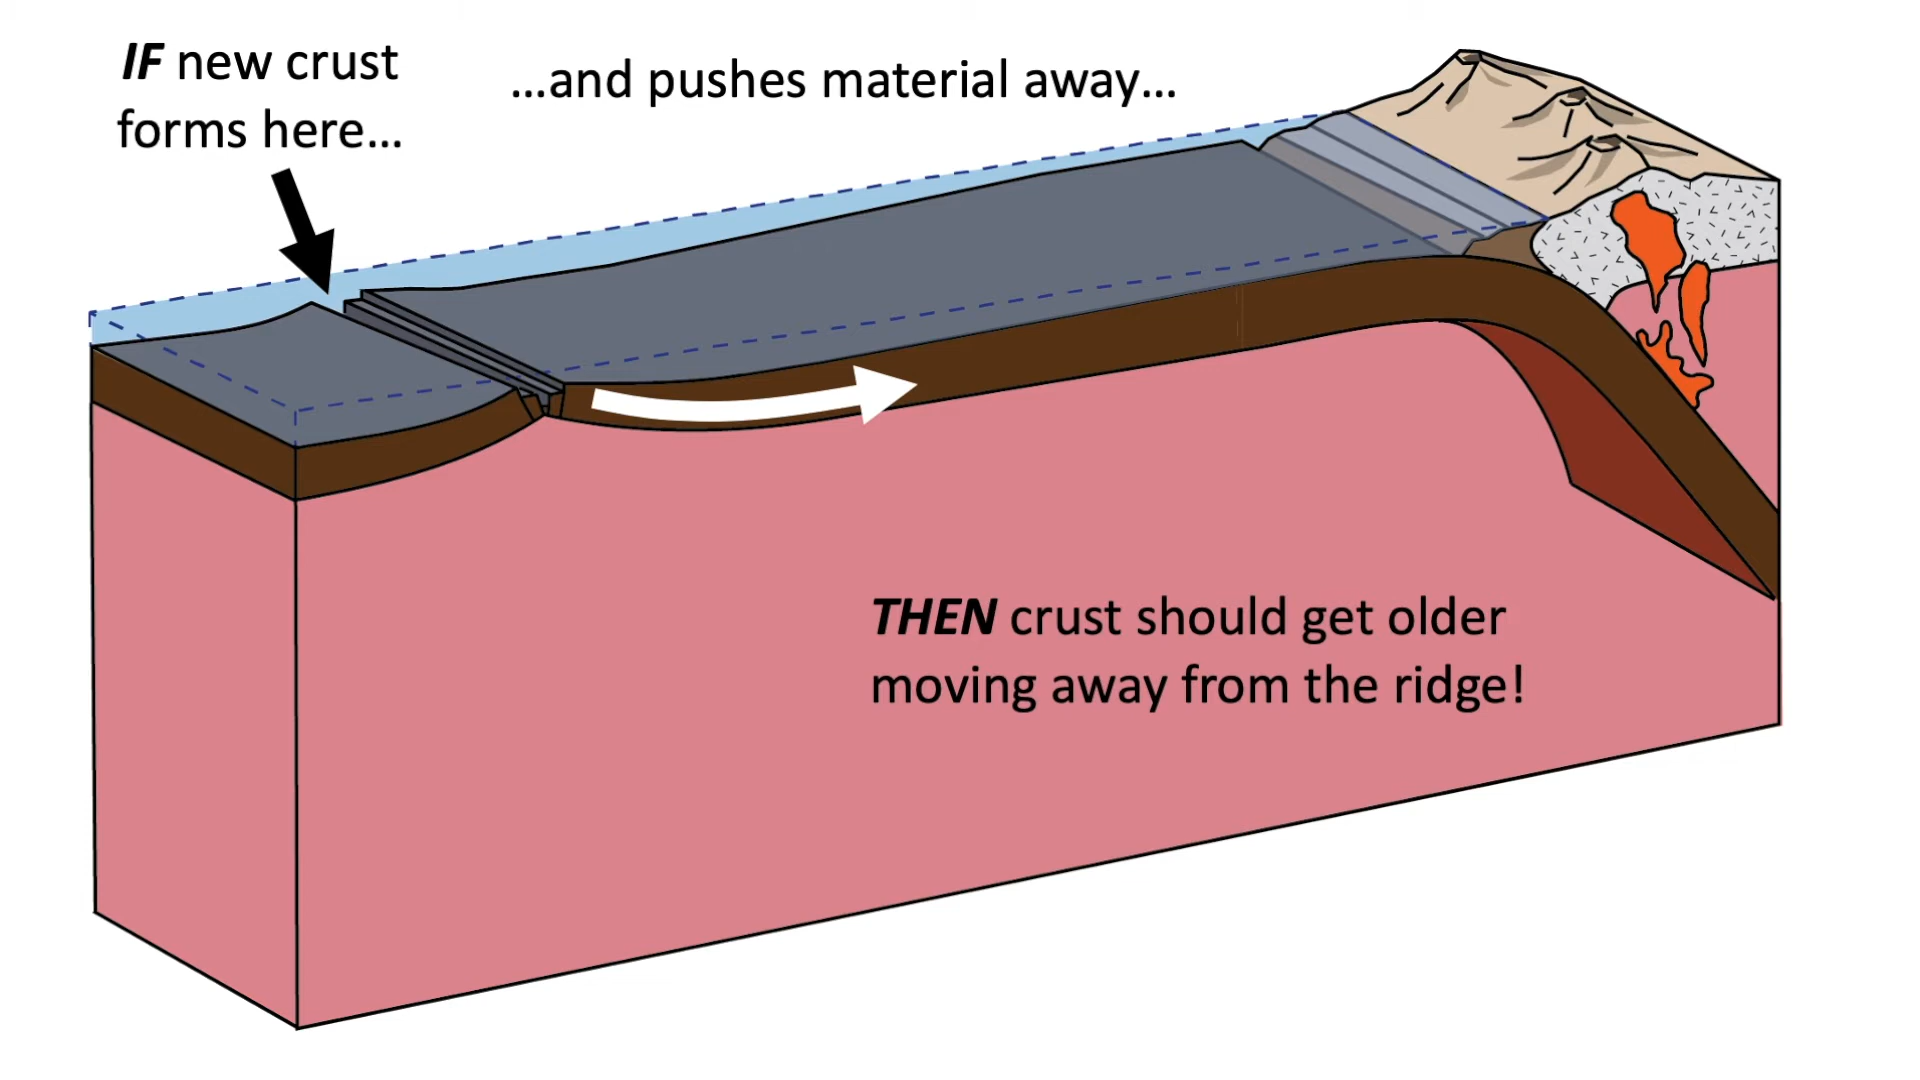 IF new crust
forms here...
...and pushes material away...
THEN crust should get older
moving away from the ridge!